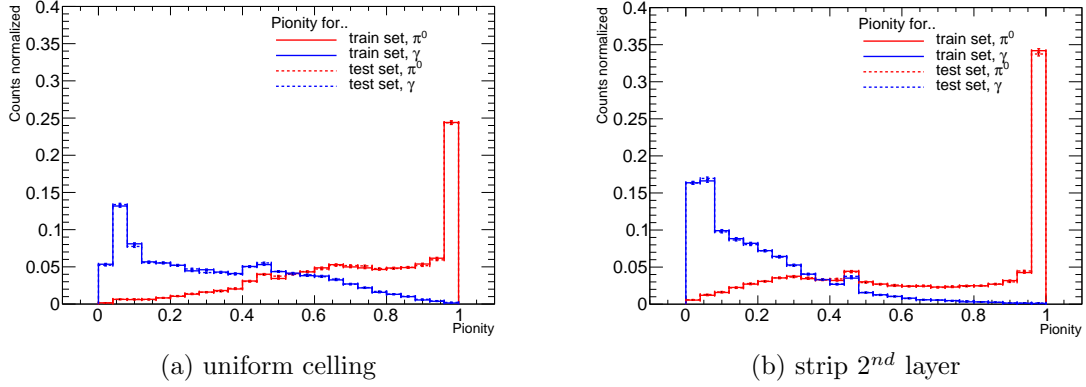 0.4
0.35
0.3
0.25
0.2
0.15
0.1
0.05
0
Counts normalized
Pionity for..
train set, π⁰
train set, γ
test set, π⁰
test set, γ
0 0.2 0.4 0.6 0.8 1
Pionity
(a) uniform celling
0.4
0.35
0.3
0.25
0.2
0.15
0.1
0.05
0
Counts normalized
Pionity for..
train set, π⁰
train set, γ
test set, π⁰
test set, γ
0 0.2 0.4 0.6 0.8 1
Pionity
(b) strip 2ⁿᵈ layer